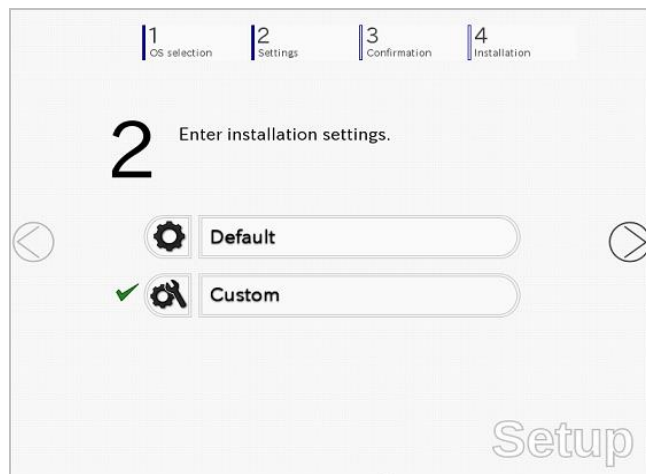 1
OS selection
2
Settings
3
Confirmation
4
Installation
2
Enter installation settings.
Default
Custom
Setup